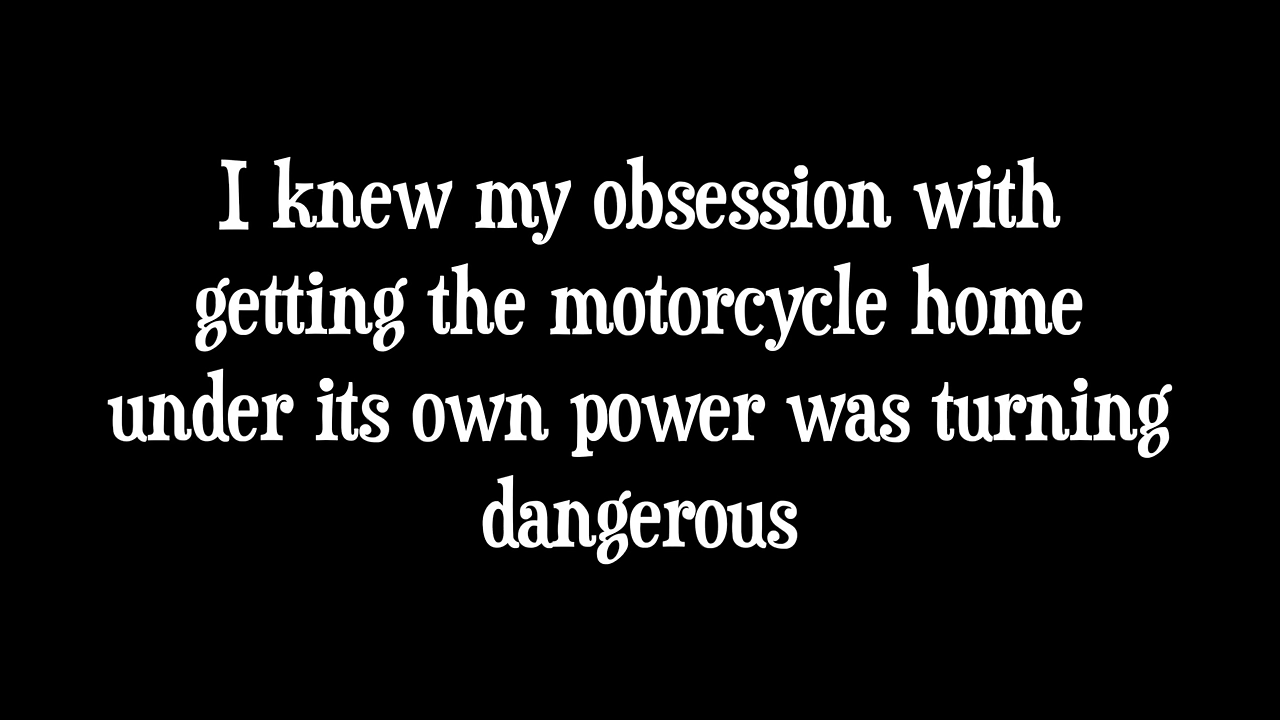 I knew my obsession with
getting the motorcycle home
under its own power was turning
dangerous